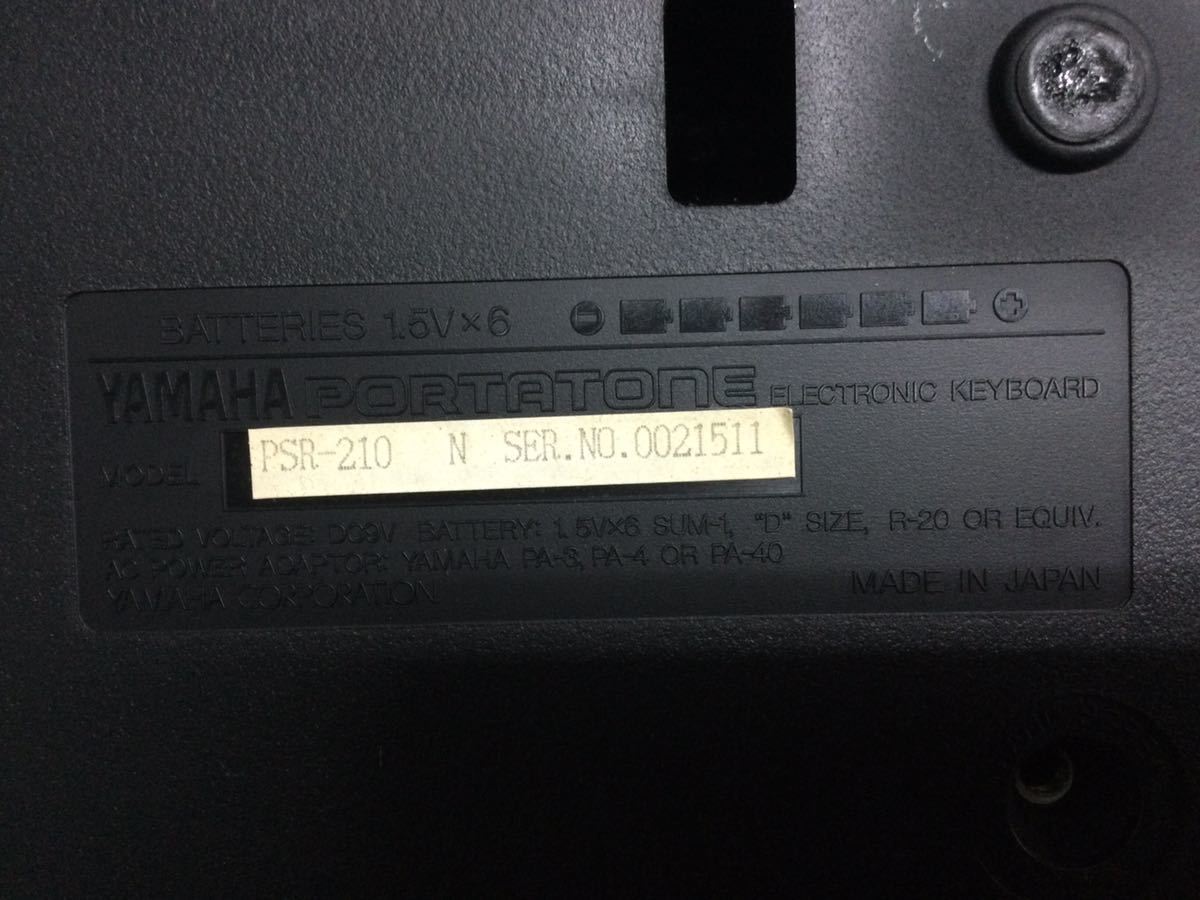 BATTERIES 1.5V×6
YAMAHA PORTATONE ELECTRONIC KEYBOARD
MODEL PSR-210 N SER.NO.0021511
RATED VOLTAGE: DC9V BATTERY: 1.5V×6 SUM-1, "D" SIZE, R-20 OR EQUIV.
AC POWER ADAPTOR: YAMAHA PA-3, PA-4 OR PA-40
YAMAHA CORPORATION MADE IN JAPAN